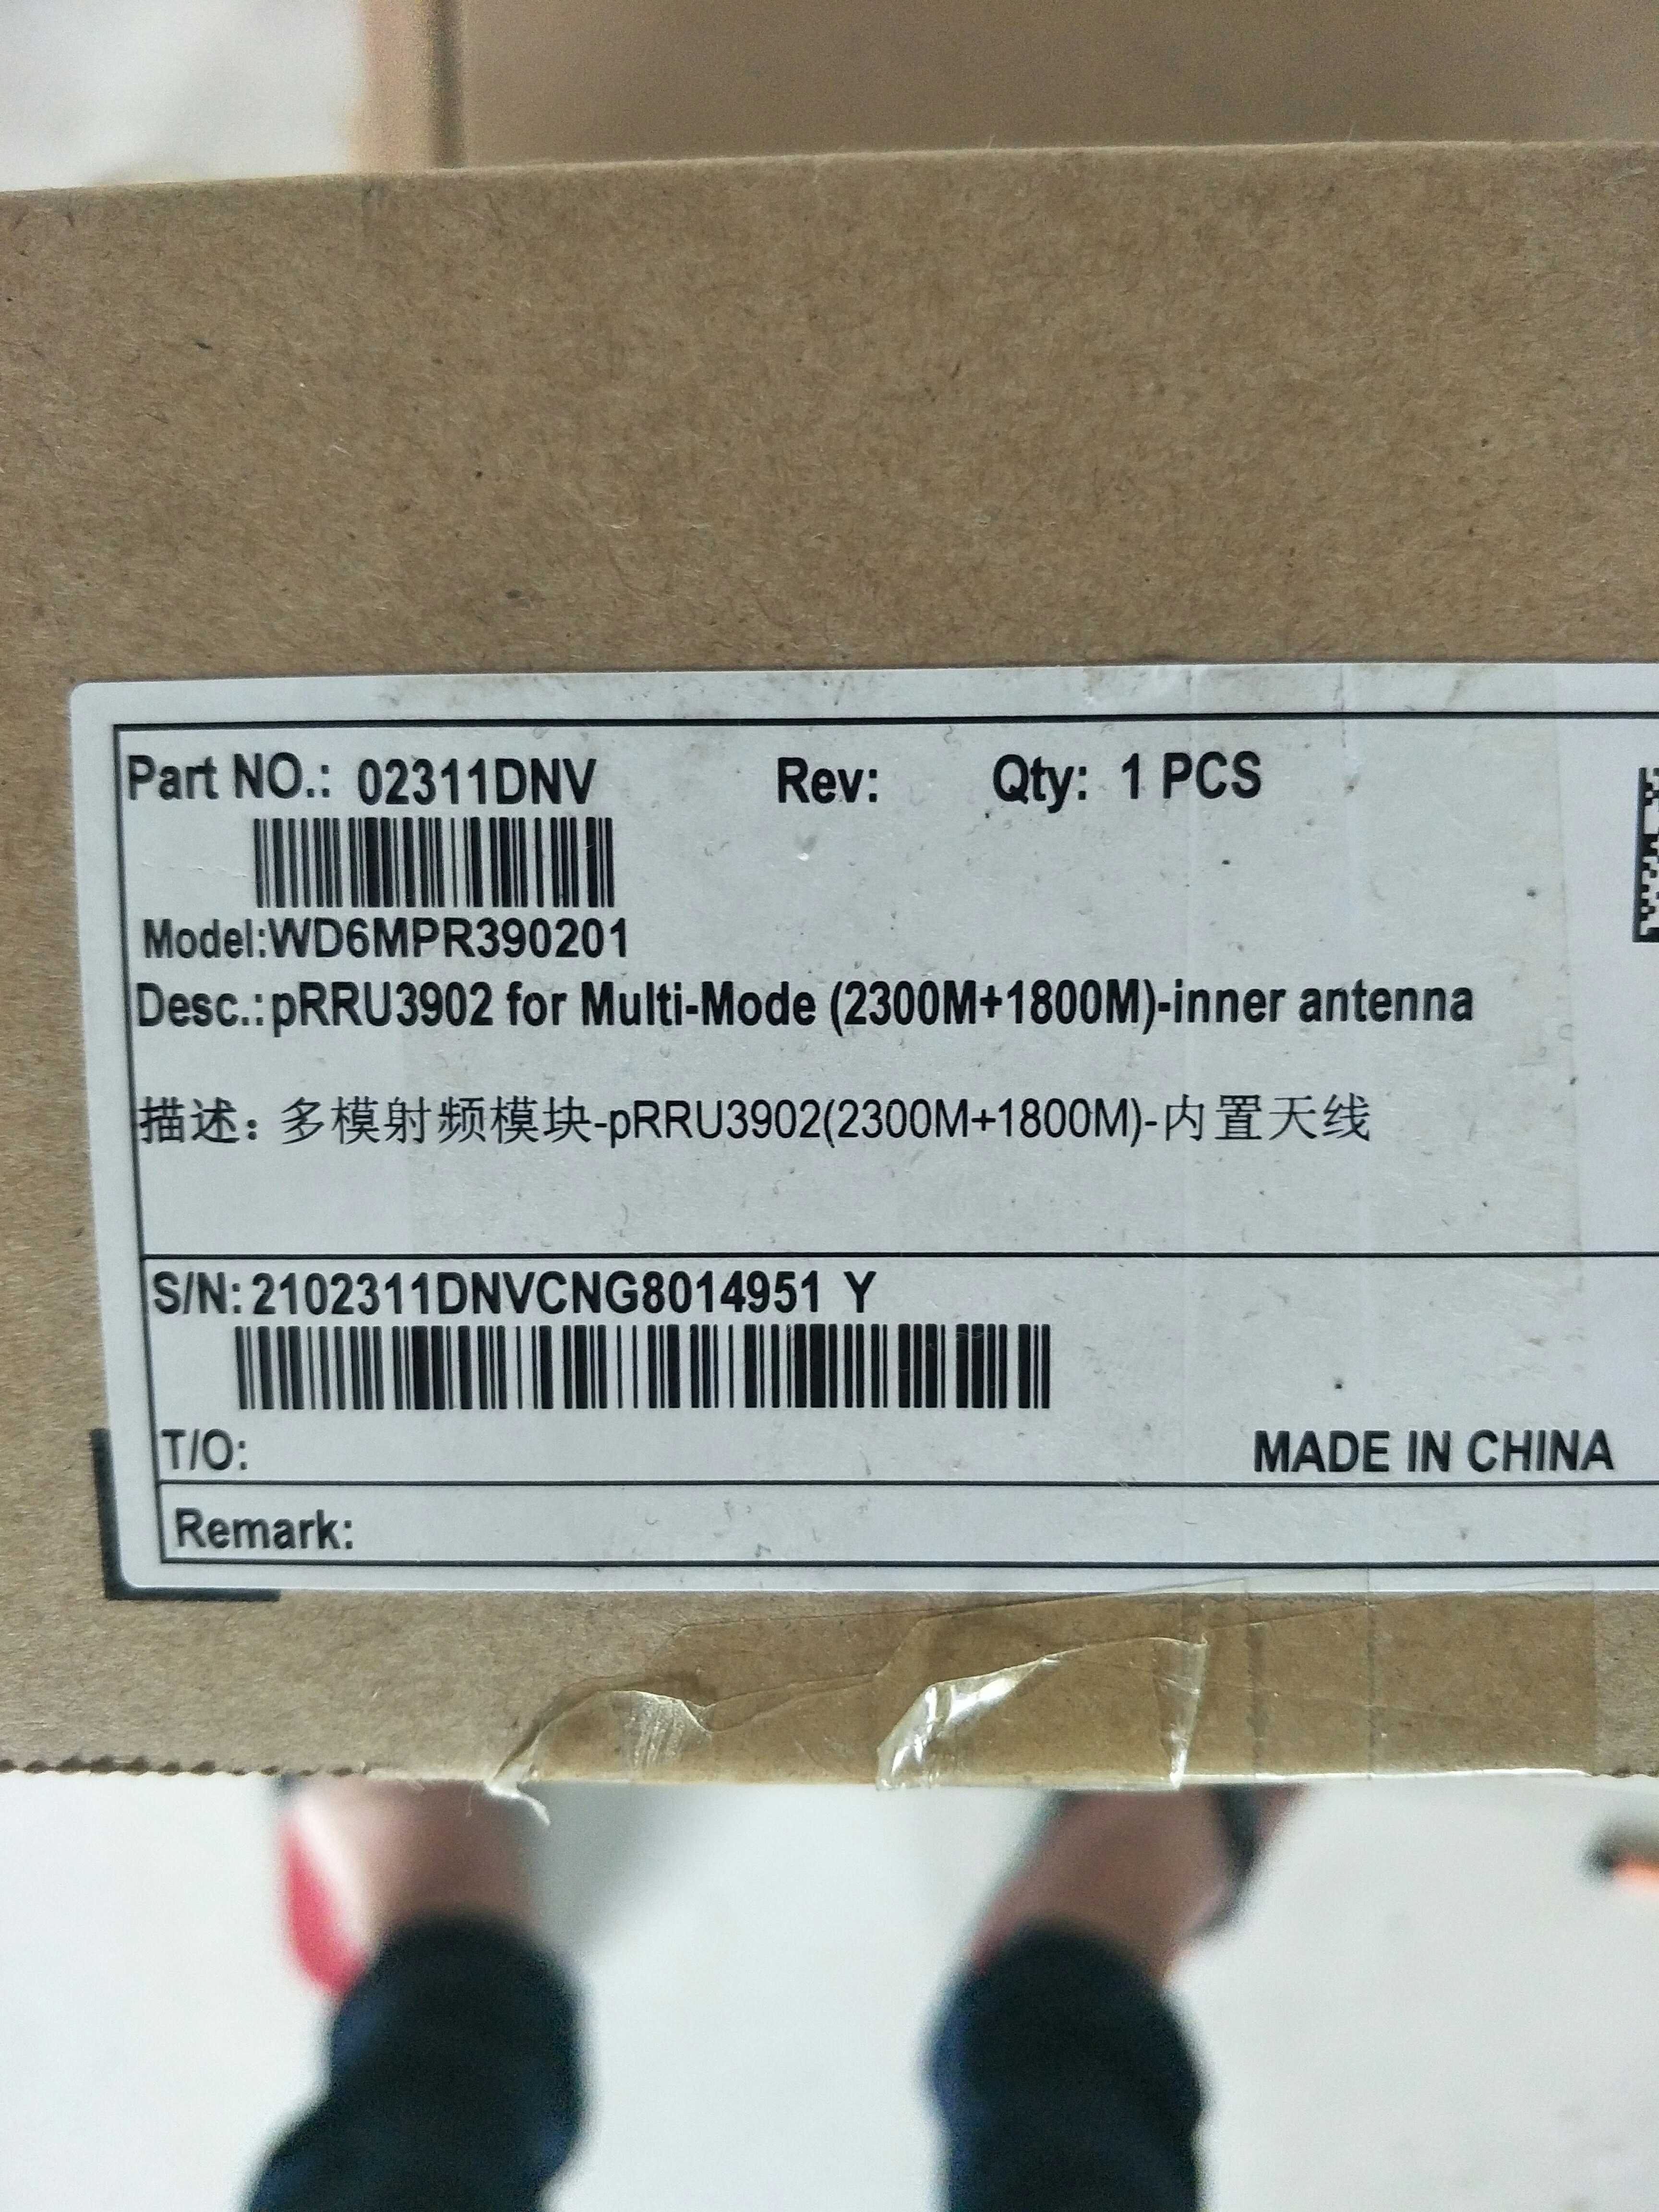 Part NO.: 02311DNV Rev: Qty: 1 PCS
Model:WD6MPR390201
Desc.:pRRU3902 for Multi-Mode (2300M+1800M)-inner antenna
描述：多模射频模块-pRRU3902(2300M+1800M)-内置天线
S/N:2102311DNVCNG8014951 Y
T/O: MADE IN CHINA
Remark: